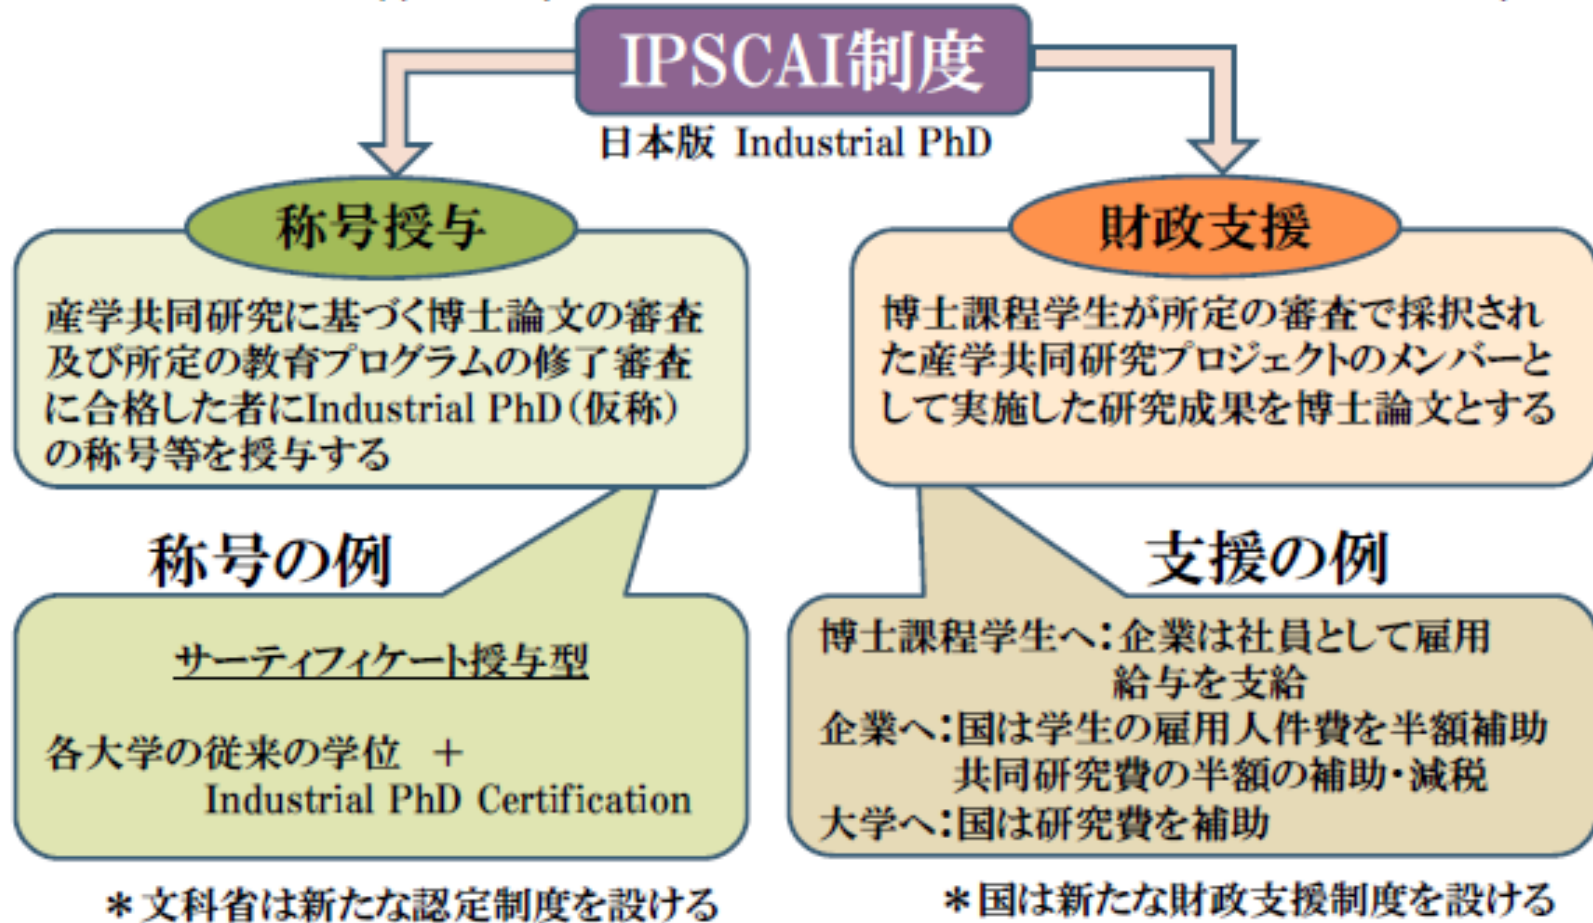 IPSCAI制度
日本版 Industrial PhD
称号授与
産学共同研究に基づく博士論文の審査
及び所定の教育プログラムの修了審査
に合格した者にIndustrial PhD(仮称)
の称号等を授与する
称号の例
サーティフィケート授与型
各大学の従来の学位 +
Industrial PhD Certification
*文科省は新たな認定制度を設ける
財政支援
博士課程学生が所定の審査で採択され
た産学共同研究プロジェクトのメンバーと
して実施した研究成果を博士論文とする
支援の例
博士課程学生へ:企業は社員として雇用
給与を支給
企業へ:国は学生の雇用人件費を半額補助
共同研究費の半額の補助・減税
大学へ:国は研究費を補助
*国は新たな財政支援制度を設ける